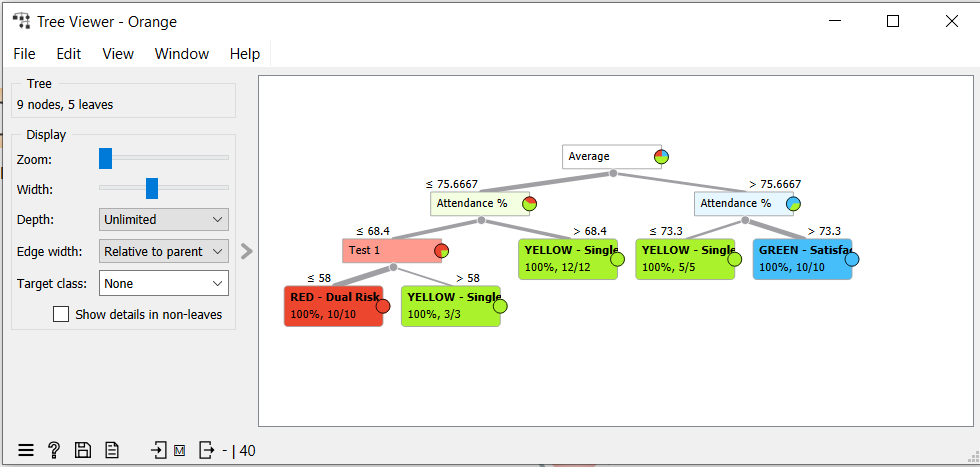 Tree Viewer - Orange
File Edit View Window Help
Tree
9 nodes, 5 leaves
Display
Zoom:
Width:
Depth: Unlimited
Edge width: Relative to parent
Target class: None
Show details in non-leaves
Average
≤ 75.6667 > 75.6667
Attendance % Attendance %
≤ 68.4 > 68.4 ≤ 73.3 > 73.3
Test 1
YELLOW - Single
100%, 12/12
YELLOW - Single
100%, 5/5
GREEN - Satisfac
100%, 10/10
≤ 58 > 58
RED - Dual Risk
100%, 10/10
YELLOW - Single
100%, 3/3
- | 40